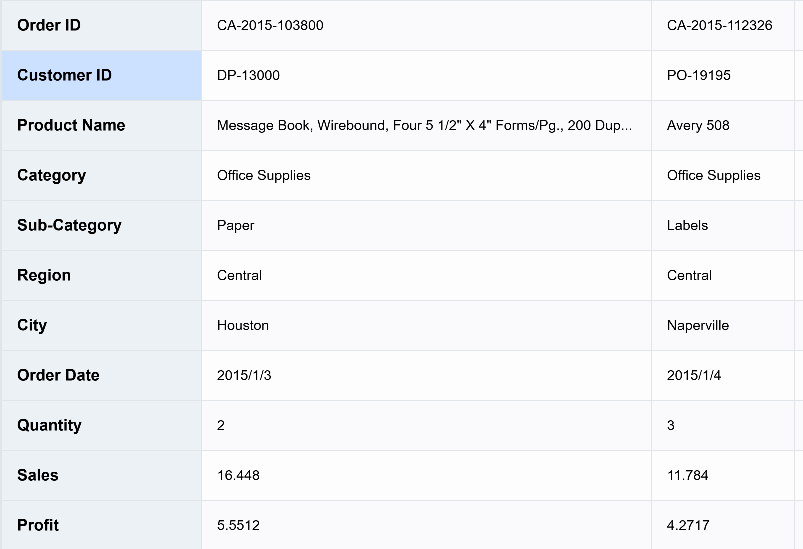 Order ID CA-2015-103800 CA-2015-112326
Customer ID DP-13000 PO-19195
Product Name Message Book, Wirebound, Four 5 1/2" X 4" Forms/Pg., 200 Dup... Avery 508
Category Office Supplies Office Supplies
Sub-Category Paper Labels
Region Central Central
City Houston Naperville
Order Date 2015/1/3 2015/1/4
Quantity 2 3
Sales 16.448 11.784
Profit 5.5512 4.2717